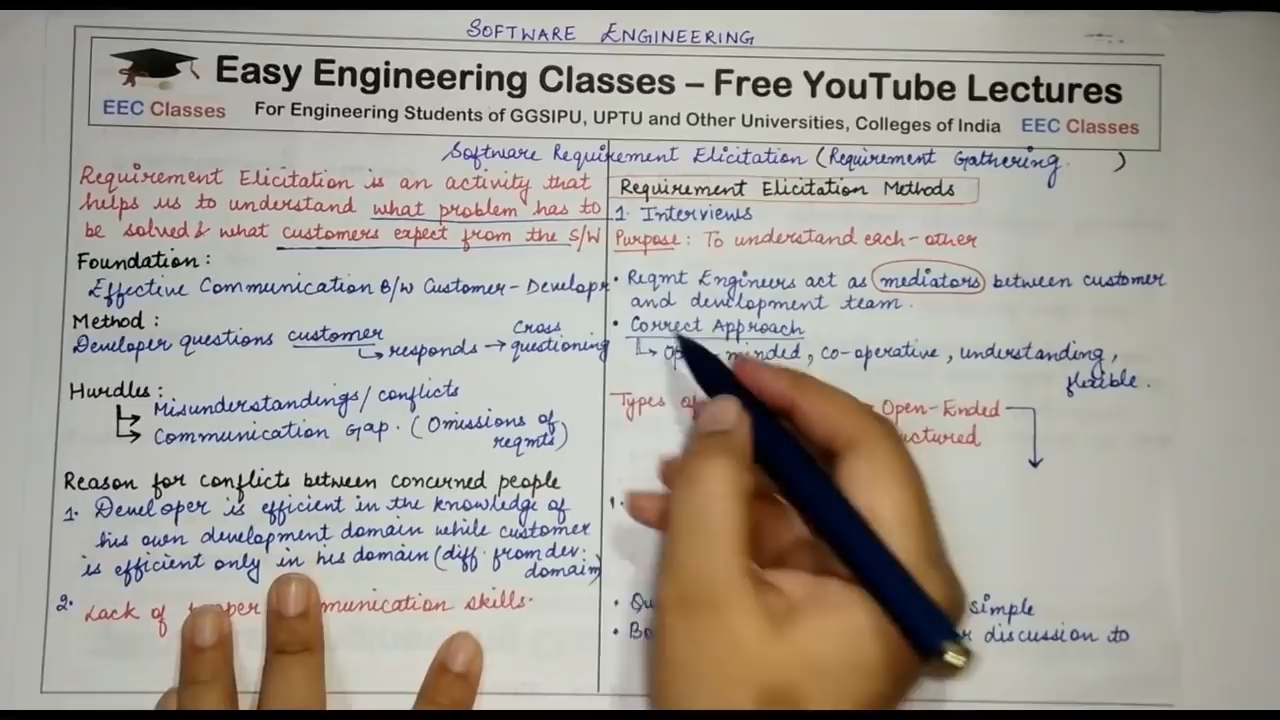 SOFTWARE ENGINEERING
Easy Engineering Classes – Free YouTube Lectures
EEC Classes For Engineering Students of GGSIPU, UPTU and Other Universities, Colleges of India EEC Classes
Software Requirement Elicitation (Requirement Gathering )
Requirement Elicitation is an activity that
helps us to understand what problem has to
be solved & what customers expect from the S/W
Foundation:
Effective Communication B/W Customer-Developr
Method:
Developer questions customer
responds → Cross
questioning
Hurdles:
Misunderstandings/conflicts
Communication Gap. (Omissions of
reqmts)
Reason for conflicts between concerned people
1. Developer is efficient in the knowledge of
his own development domain while customer
is efficient only in his domain (diff. from dev.
domain)
2. Lack of munication skills.
Requirement Elicitation Methods
1. Interviews
Purpose: To understand each-other
• Reqmt Engineers act as mediators between customer
and development team.
• Correct Approach
minded, co-operative, understanding,
flexible.
Types of Open-Ended
ctured
1.
• simple
• discussion to